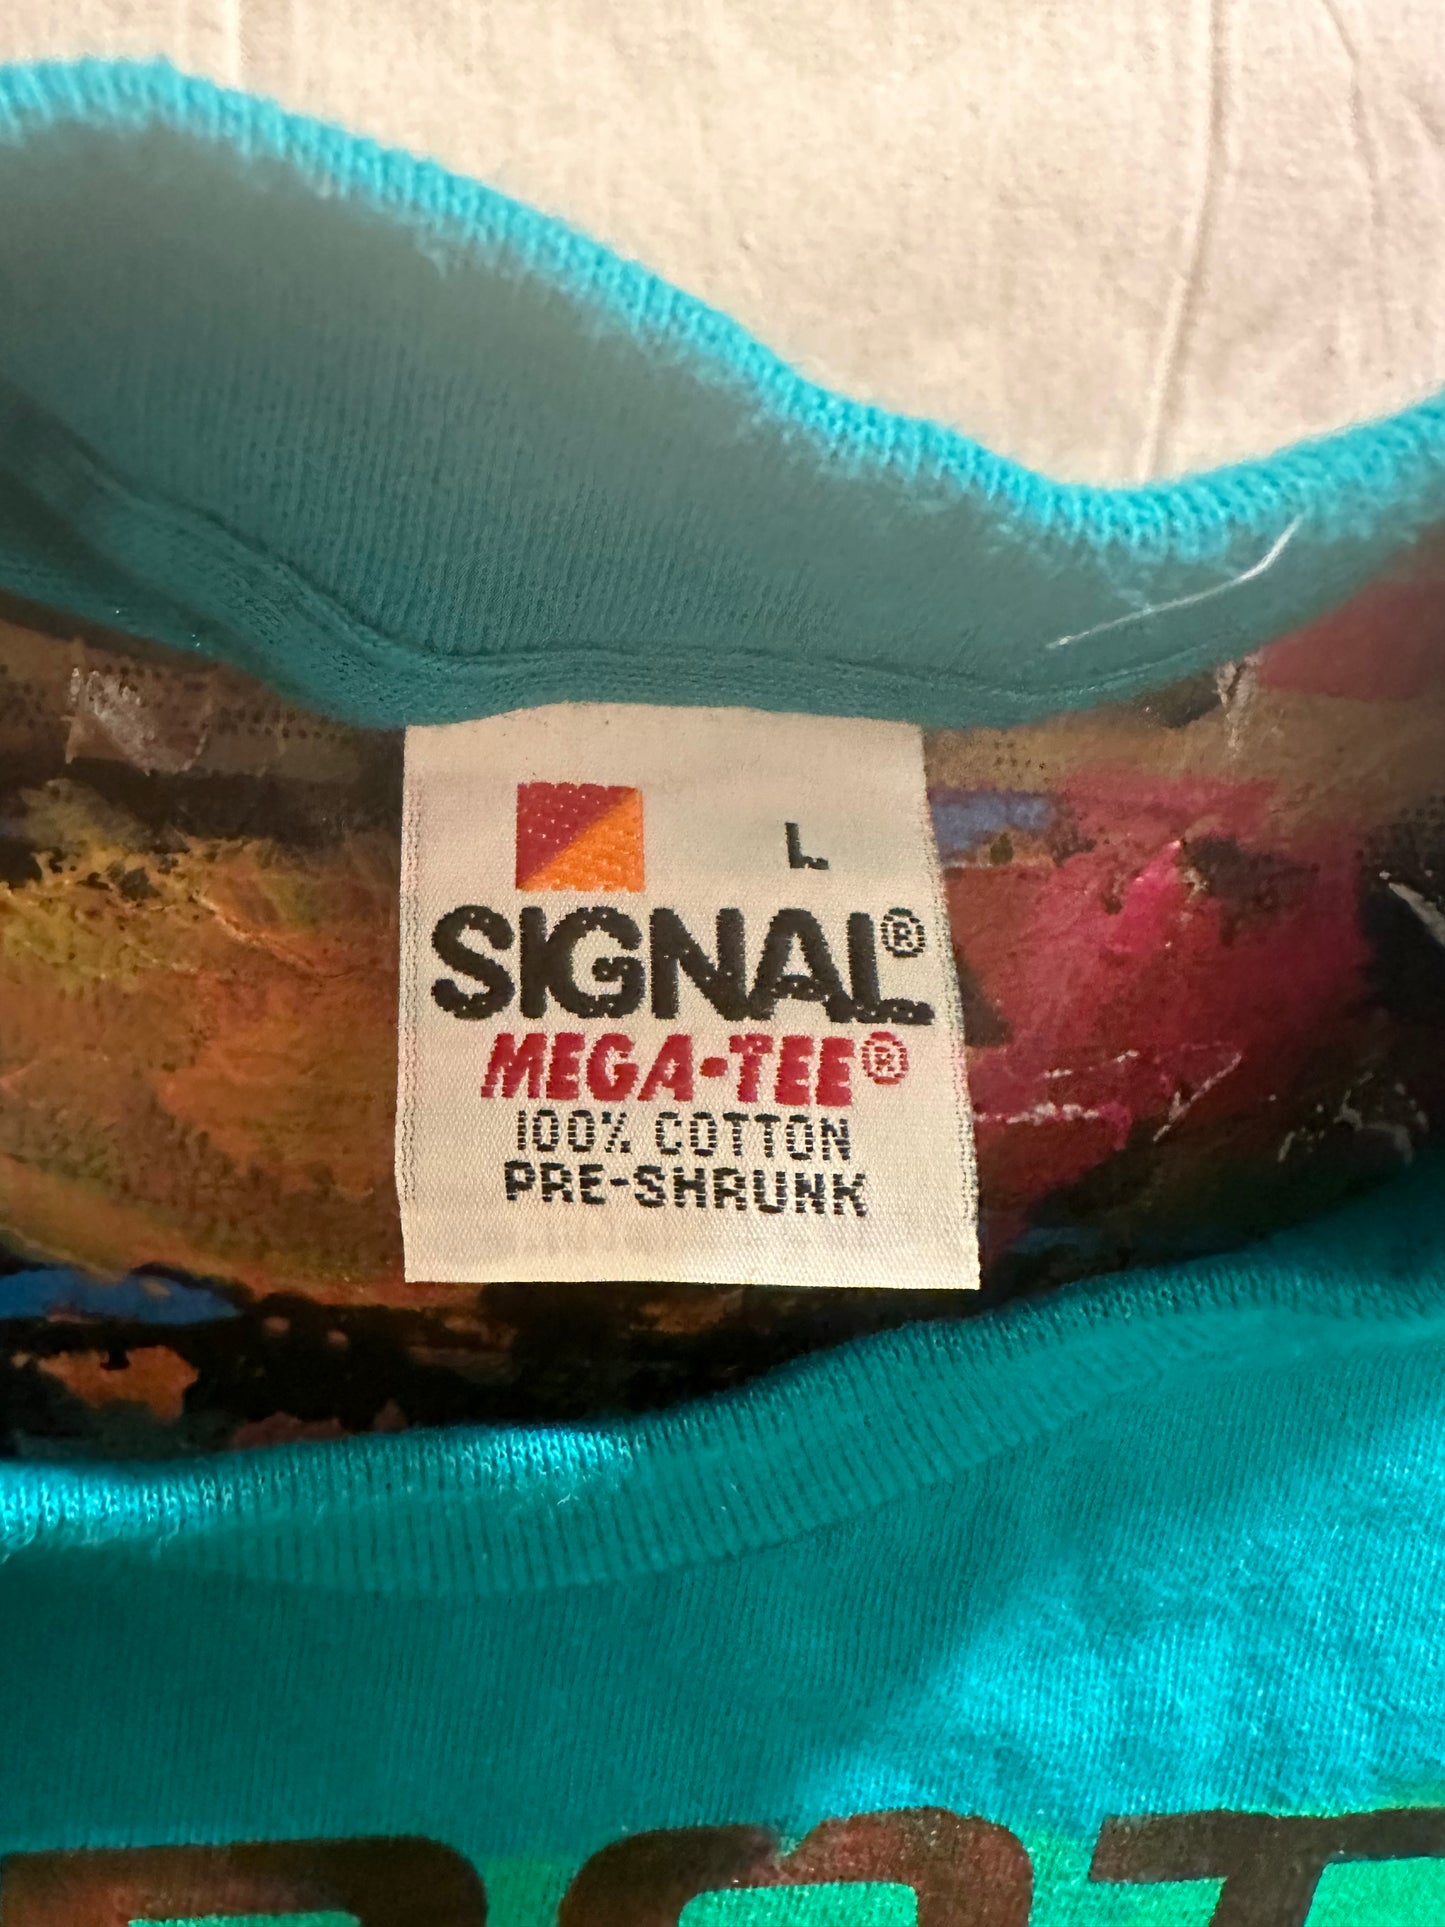 L
SIGNAL®
MEGA-TEE®
100% COTTON
PRE-SHRUNK